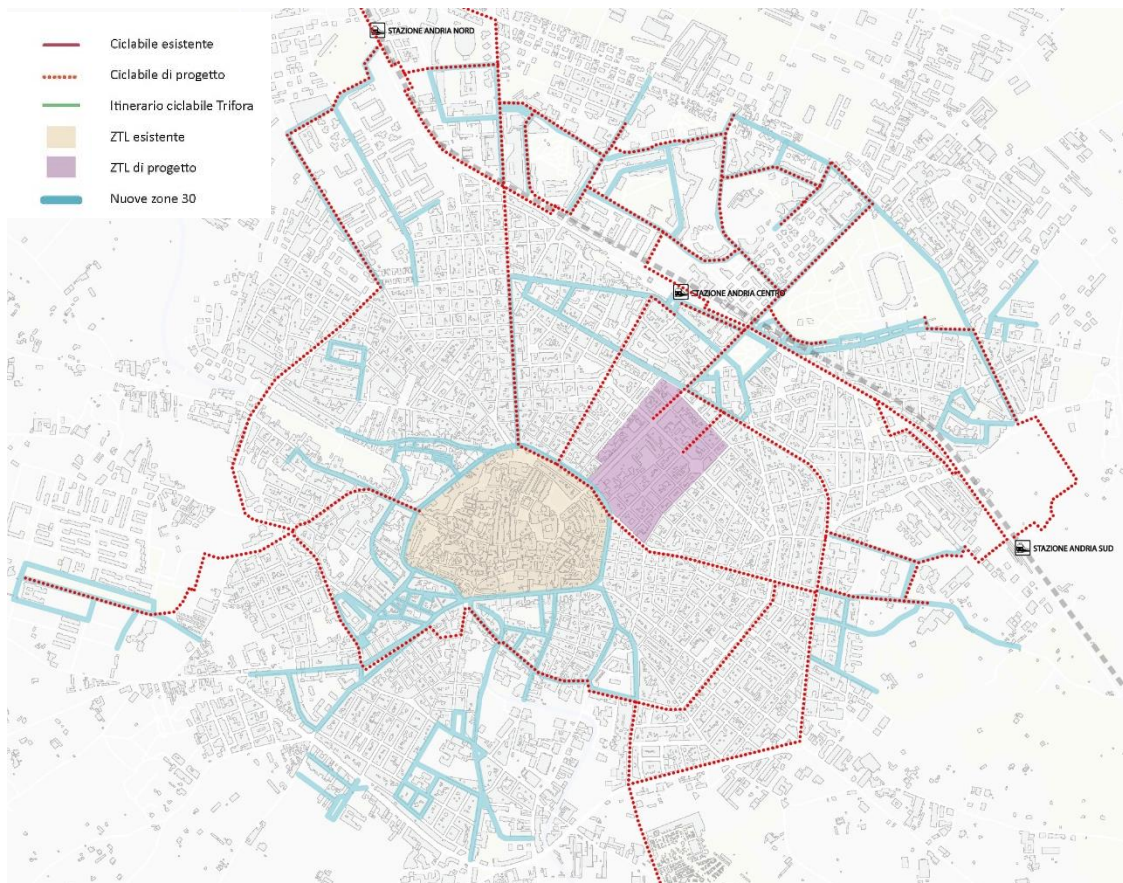 STAZIONE ANDRIA NORD
Ciclabile esistente
Ciclabile di progetto
Itinerario ciclabile Trifora
ZTL esistente
ZTL di progetto
Nuove zone 30
STAZIONE ANDRIA CENTRO
STAZIONE ANDRIA SUD